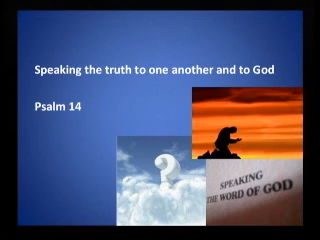 Speaking the truth to one another and to God
Psalm 14
SPEAKING
THE WORD OF GOD